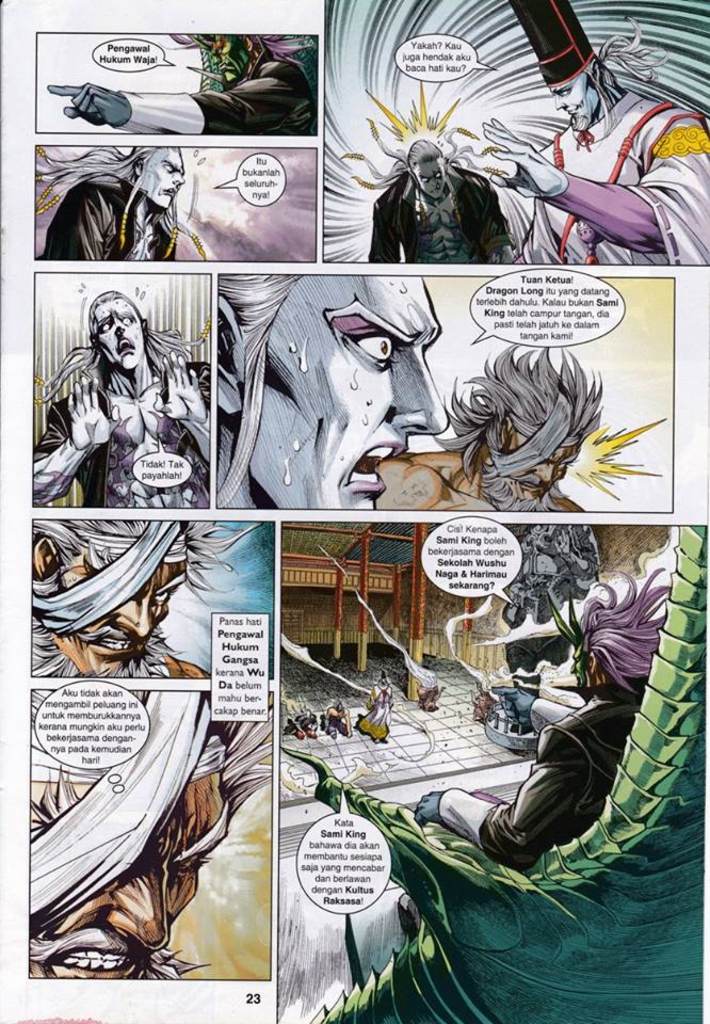 Pengawal
Hukum Waja!
Yakah? Kau
juga hendak aku
baca hati kau?
Itu
bukanlah
seluruh-
nya!
Tidak! Tak
payahlah!
Tuan Ketua!
Dragon Long itu yang datang
terlebih dahulu. Kalau bukan Sami
King telah campur tangan, dia
pasti telah jatuh ke dalam
tangan kami!
Panas hati
Pengawal
Hukum
Gangsa
kerana Wu
Da belum
mahu ber-
cakap benar.
Aku tidak akan
mengambil peluang ini
untuk memburukkannya
kerana mungkin aku perlu
bekerjasama dengan-
nya pada kemudian
hari!
Cis! Kenapa
Sami King boleh
bekerjasama dengan
Sekolah Wushu
Naga & Harimau
sekarang?
Kata
Sami King
bahawa dia akan
membantu sesiapa
saja yang mencabar
dan berlawan
dengan Kultus
Raksasa!
23